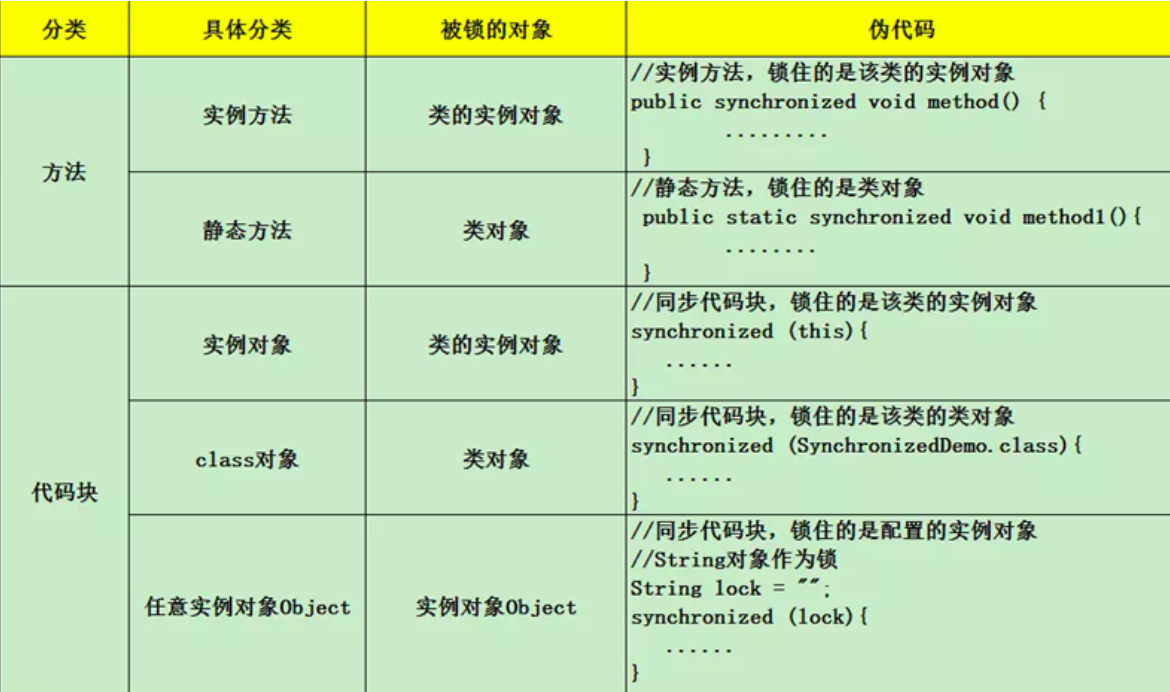 分类 具体分类 被锁的对象 伪代码
方法
实例方法
类的实例对象
//实例方法，锁住的是该类的实例对象
public synchronized void method() {
.........
}
静态方法
类对象
//静态方法，锁住的是类对象
public static synchronized void method1(){
........
}
代码块
实例对象
类的实例对象
//同步代码块，锁住的是该类的实例对象
synchronized (this){
......
}
class对象
类对象
//同步代码块，锁住的是该类的类对象
synchronized (SynchronizedDemo.class){
......
}
任意实例对象Object
实例对象Object
//同步代码块，锁住的是配置的实例对象
//String对象作为锁
String lock = "";
synchronized (lock){
......
}